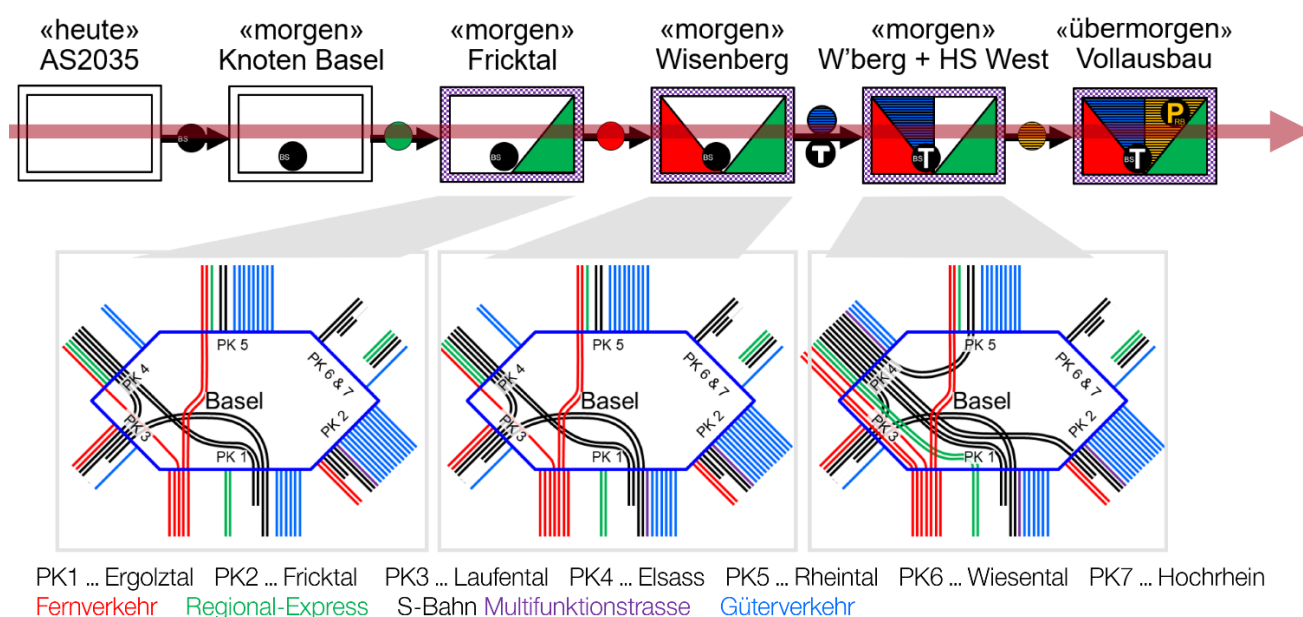 «heute» «morgen» «morgen» «morgen» «morgen» «übermorgen»
AS2035 Knoten Basel Fricktal Wisenberg W'berg + HS West Vollausbau
P RB
BS BS BS BS T BS T BS T
PK 5 PK 5 PK 5
PK 4 PK 6 & 7 PK 4 PK 6 & 7 PK 4 PK 6 & 7
Basel Basel Basel
PK 3 PK 2 PK 3 PK 2 PK 3 PK 2
PK 1 PK 1 PK 1
PK1 ... Ergolztal PK2 ... Fricktal PK3 ... Laufental PK4 ... Elsass PK5 ... Rheintal PK6 ... Wiesental PK7 ... Hochrhein
Fernverkehr Regional-Express S-Bahn Multifunktionstrasse Güterverkehr